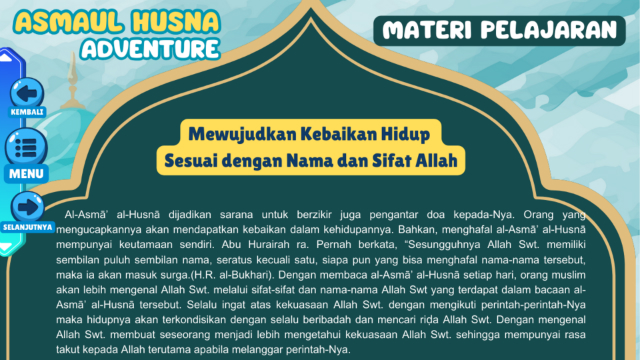 ASMAUL HUSNA
ADVENTURE
MATERI PELAJARAN
KEMBALI
MENU
SELANJUTNYA
Mewujudkan Kebaikan Hidup
Sesuai dengan Nama dan Sifat Allah
Al-Asmā’ al-Husnā dijadikan sarana untuk berzikir juga pengantar doa kepada-Nya. Orang yang
mengucapkannya akan mendapatkan kebaikan dalam kehidupannya. Bahkan, menghafal al-Asmā’ al-Husnā
mempunyai keutamaan sendiri. Abu Hurairah ra. Pernah berkata, “Sesungguhnya Allah Swt. memiliki
sembilan puluh sembilan nama, seratus kecuali satu, siapa pun yang bisa menghafal nama-nama tersebut,
maka ia akan masuk surga.(H.R. al-Bukhari). Dengan membaca al-Asmā’ al-Husnā setiap hari, orang muslim
akan lebih mengenal Allah Swt. melalui sifat-sifat dan nama-nama Allah Swt yang terdapat dalam bacaan al-
Asmā’ al-Husnā tersebut. Selalu ingat atas kekuasaan Allah Swt. dengan mengikuti perintah-perintah-Nya
maka hidupnya akan terkondisikan dengan selalu beribadah dan mencari riḍa Allah Swt. Dengan mengenal
Allah Swt. membuat seseorang menjadi lebih mengetahui kekuasaan Allah Swt. sehingga mempunyai rasa
takut kepada Allah terutama apabila melanggar perintah-Nya.